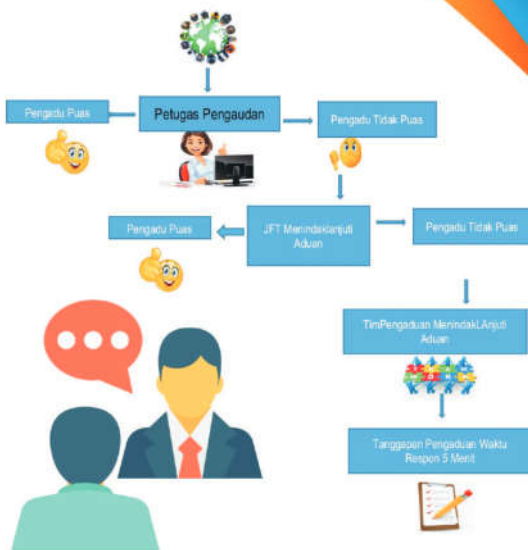 Pengadu Puas
Petugas Pengaudan
Pengadu Tidak Puas
Pengadu Puas
JFT Menindaklanjuti
Aduan
Pengadu Tidak Puas
TimPengaduan MenindakLAnjuti
Aduan
Tanggapan Pengaduan Waktu
Respon 5 Menit